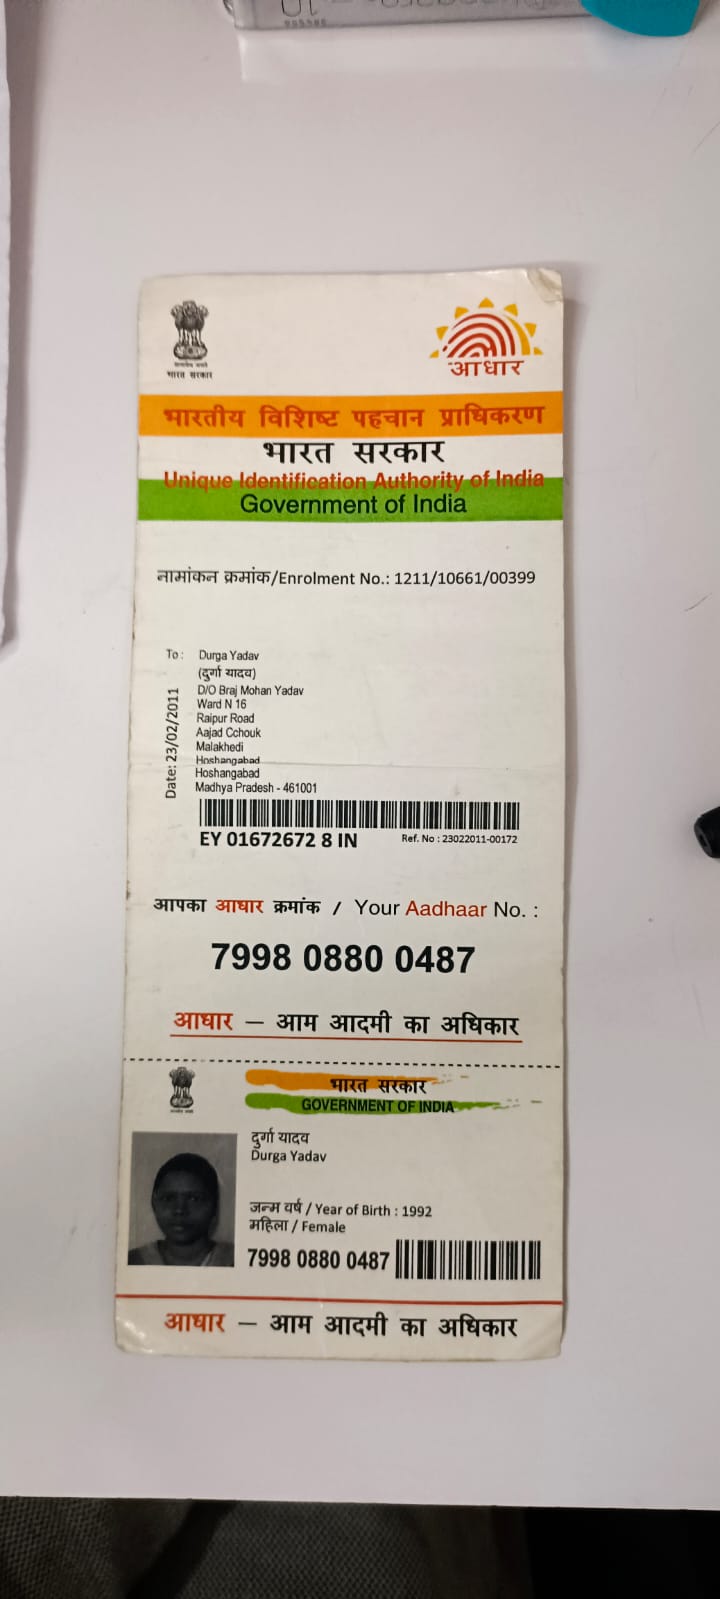 भारत सरकार
आधार
भारतीय विशिष्ट पहचान प्राधिकरण
भारत सरकार
Unique Identification Authority of India
Government of India
नामांकन क्रमांक/Enrolment No.: 1211/10661/00399
To : Durga Yadav
(दुर्गा यादव)
D/O Braj Mohan Yadav
Ward N 16
Raipur Road
Aajad Cchouk
Malakhedi
Hoshangabad
Hoshangabad
Madhya Pradesh - 461001
Date: 23/02/2011
EY 01672672 8 IN
Ref. No : 23022011-00172
आपका आधार क्रमांक / Your Aadhaar No. :
7998 0880 0487
आधार – आम आदमी का अधिकार
भारत सरकार
GOVERNMENT OF INDIA
दुर्गा यादव
Durga Yadav
जन्म वर्ष / Year of Birth : 1992
महिला / Female
7998 0880 0487
आधार – आम आदमी का अधिकार